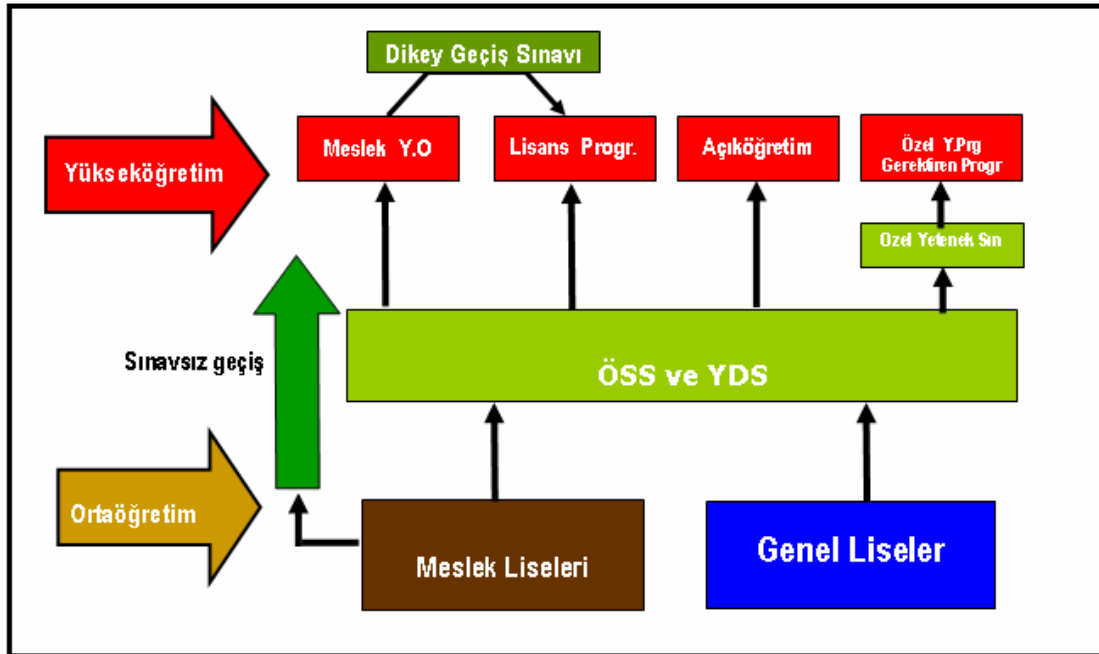 Dikey Geçiş Sınavı
Yükseköğretim
Meslek Y.O
Lisans Progr.
Açıköğretim
Özel Y.Prg
Gerektiren Progr
Özel Yetenek Sın
Sınavsız geçiş
ÖSS ve YDS
Ortaöğretim
Meslek Liseleri
Genel Liseler